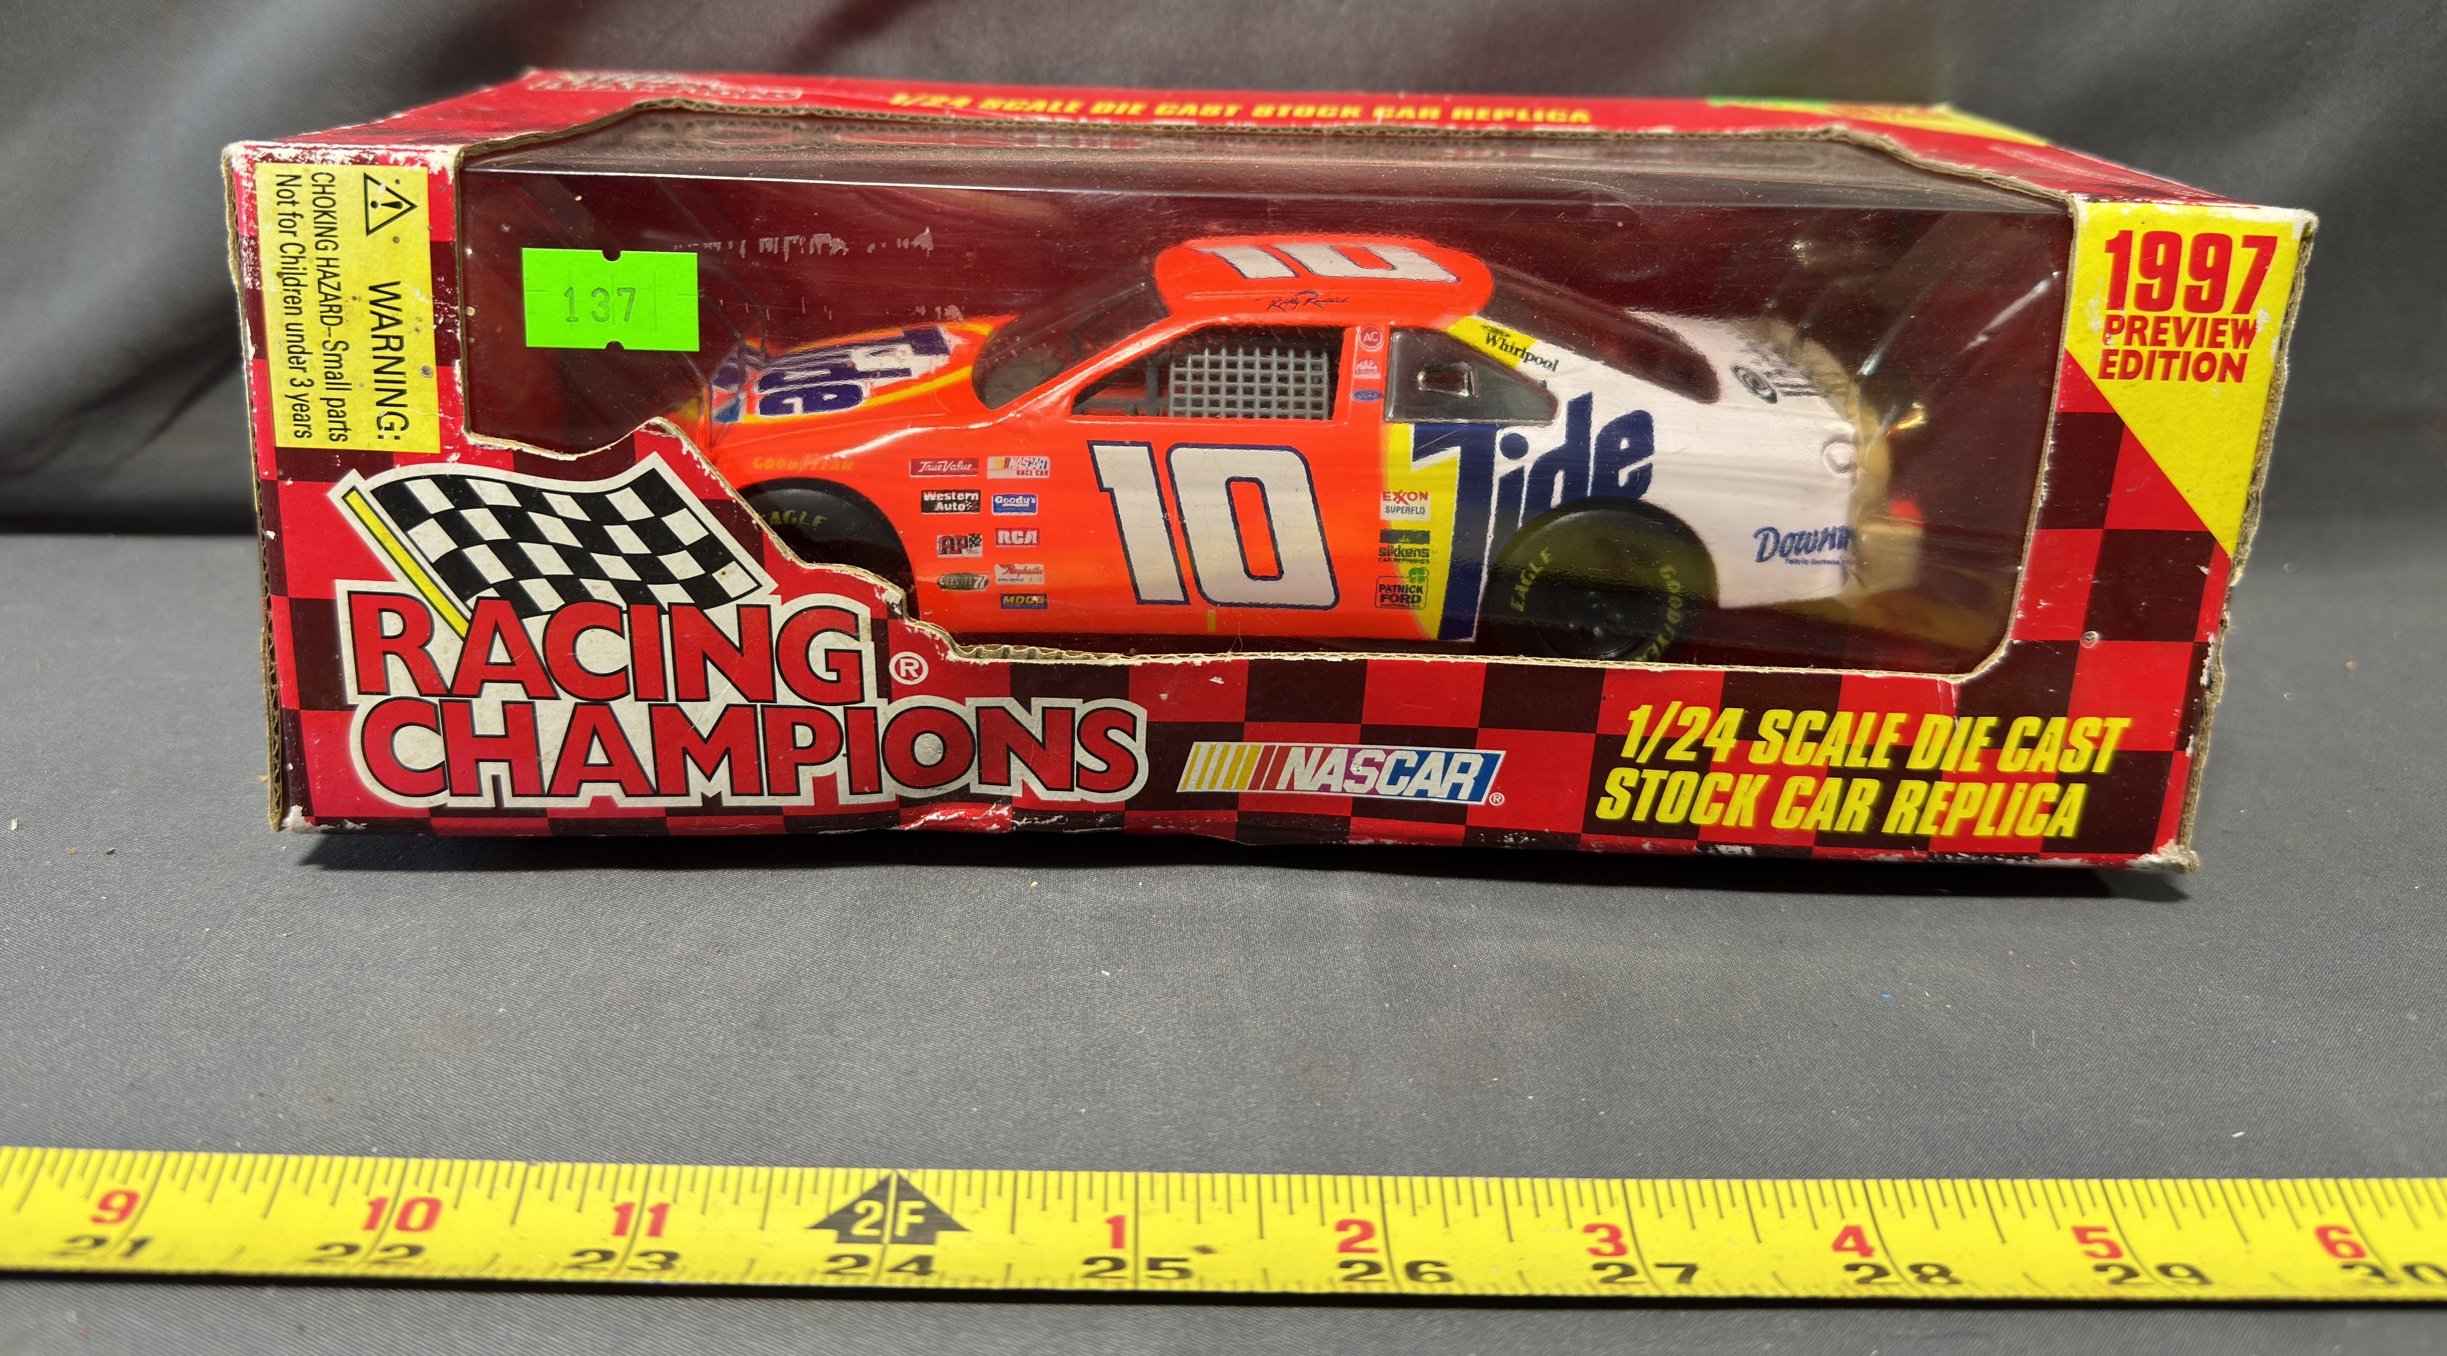 1/24 SCALE DIE CAST STOCK CAR REPLICA
⚠ WARNING:
CHOKING HAZARD--Small parts
Not for Children under 3 years
137
1997
PREVIEW
EDITION
10
Tide
Whirlpool
AC
GOODYEAR
TrueValue
NASCAR
Western
Auto
Goody's
RCA
MOOG
10
EXXON
SUPERFLO
sikkens
PATRICK
FORD
Tide
Downy
EAGLE
EAGLE
GOODYEAR
RACING
CHAMPIONS®
NASCAR®
1/24 SCALE DIE CAST
STOCK CAR REPLICA
9 10 11 2F 1 2 3 4 5 6
21 22 23 24 25 26 27 28 29 30